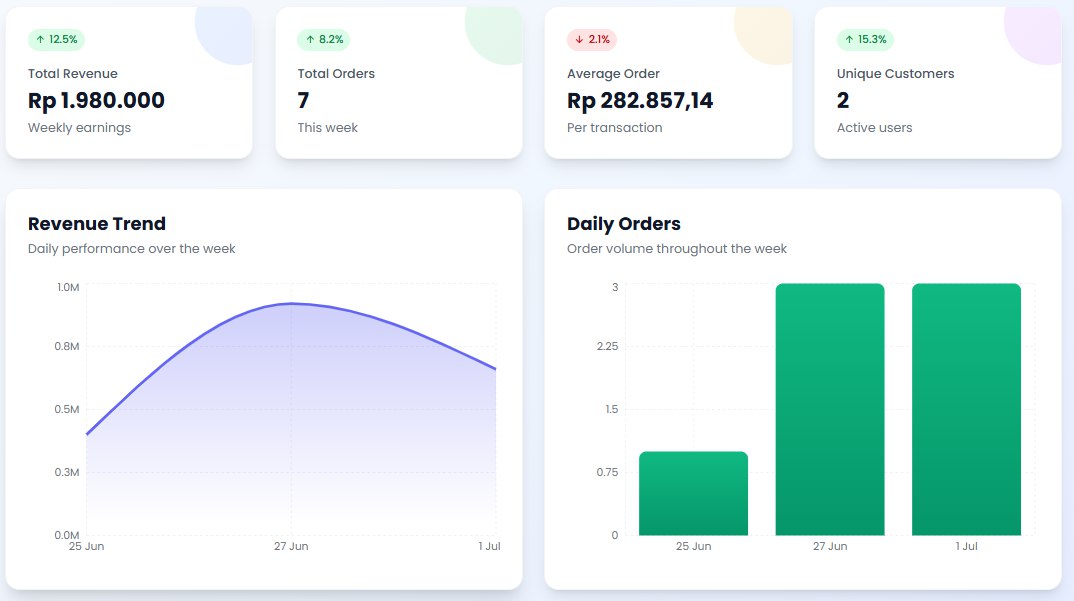 ↑ 12.5%
Total Revenue
Rp 1.980.000
Weekly earnings
↑ 8.2%
Total Orders
7
This week
↓ 2.1%
Average Order
Rp 282.857,14
Per transaction
↑ 15.3%
Unique Customers
2
Active users
Revenue Trend
Daily performance over the week
1.0M
0.8M
0.5M
0.3M
0.0M
25 Jun
27 Jun
1 Jul
Daily Orders
Order volume throughout the week
3
2.25
1.5
0.75
0
25 Jun
27 Jun
1 Jul